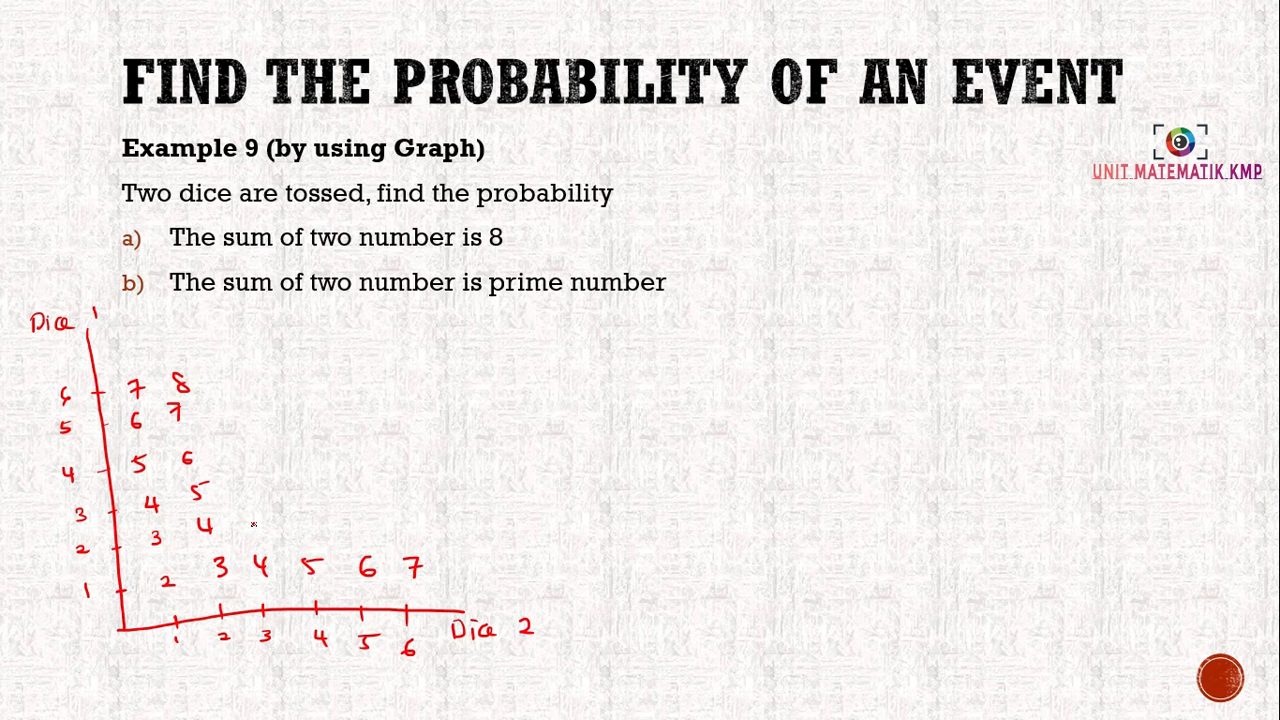 FIND THE PROBABILITY OF AN EVENT
Example 9 (by using Graph)
UNIT MATEMATIK.KMP
Two dice are tossed, find the probability
a) The sum of two number is 8
b) The sum of two number is prime number
Dice 1
6 7 8
5 6 7
4 5 6
3 4 5
2 3 4
1 2 3 4 5 6 7
1 2 3 4 5 6
Dice 2